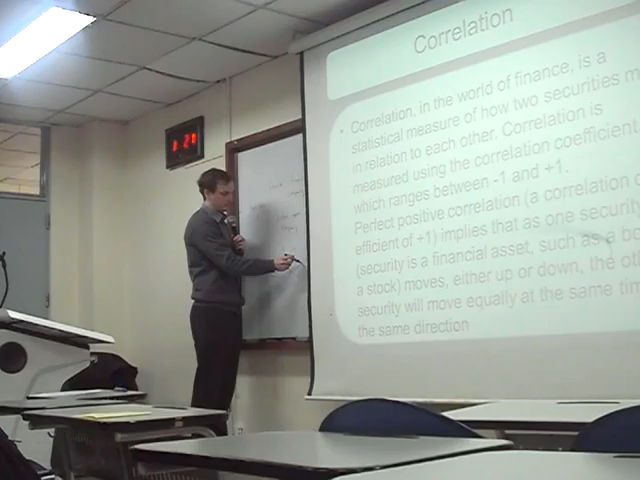 Correlation
Correlation, in the world of finance, is a
statistical measure of how two securities m
in relation to each other. Correlation is
measured using the correlation coefficient
which ranges between -1 and +1.
Perfect positive correlation (a correlation c
efficient of +1) implies that as one security
(security is a financial asset, such as a bo
a stock) moves, either up or down, the oth
security will move equally at the same tim
the same direction